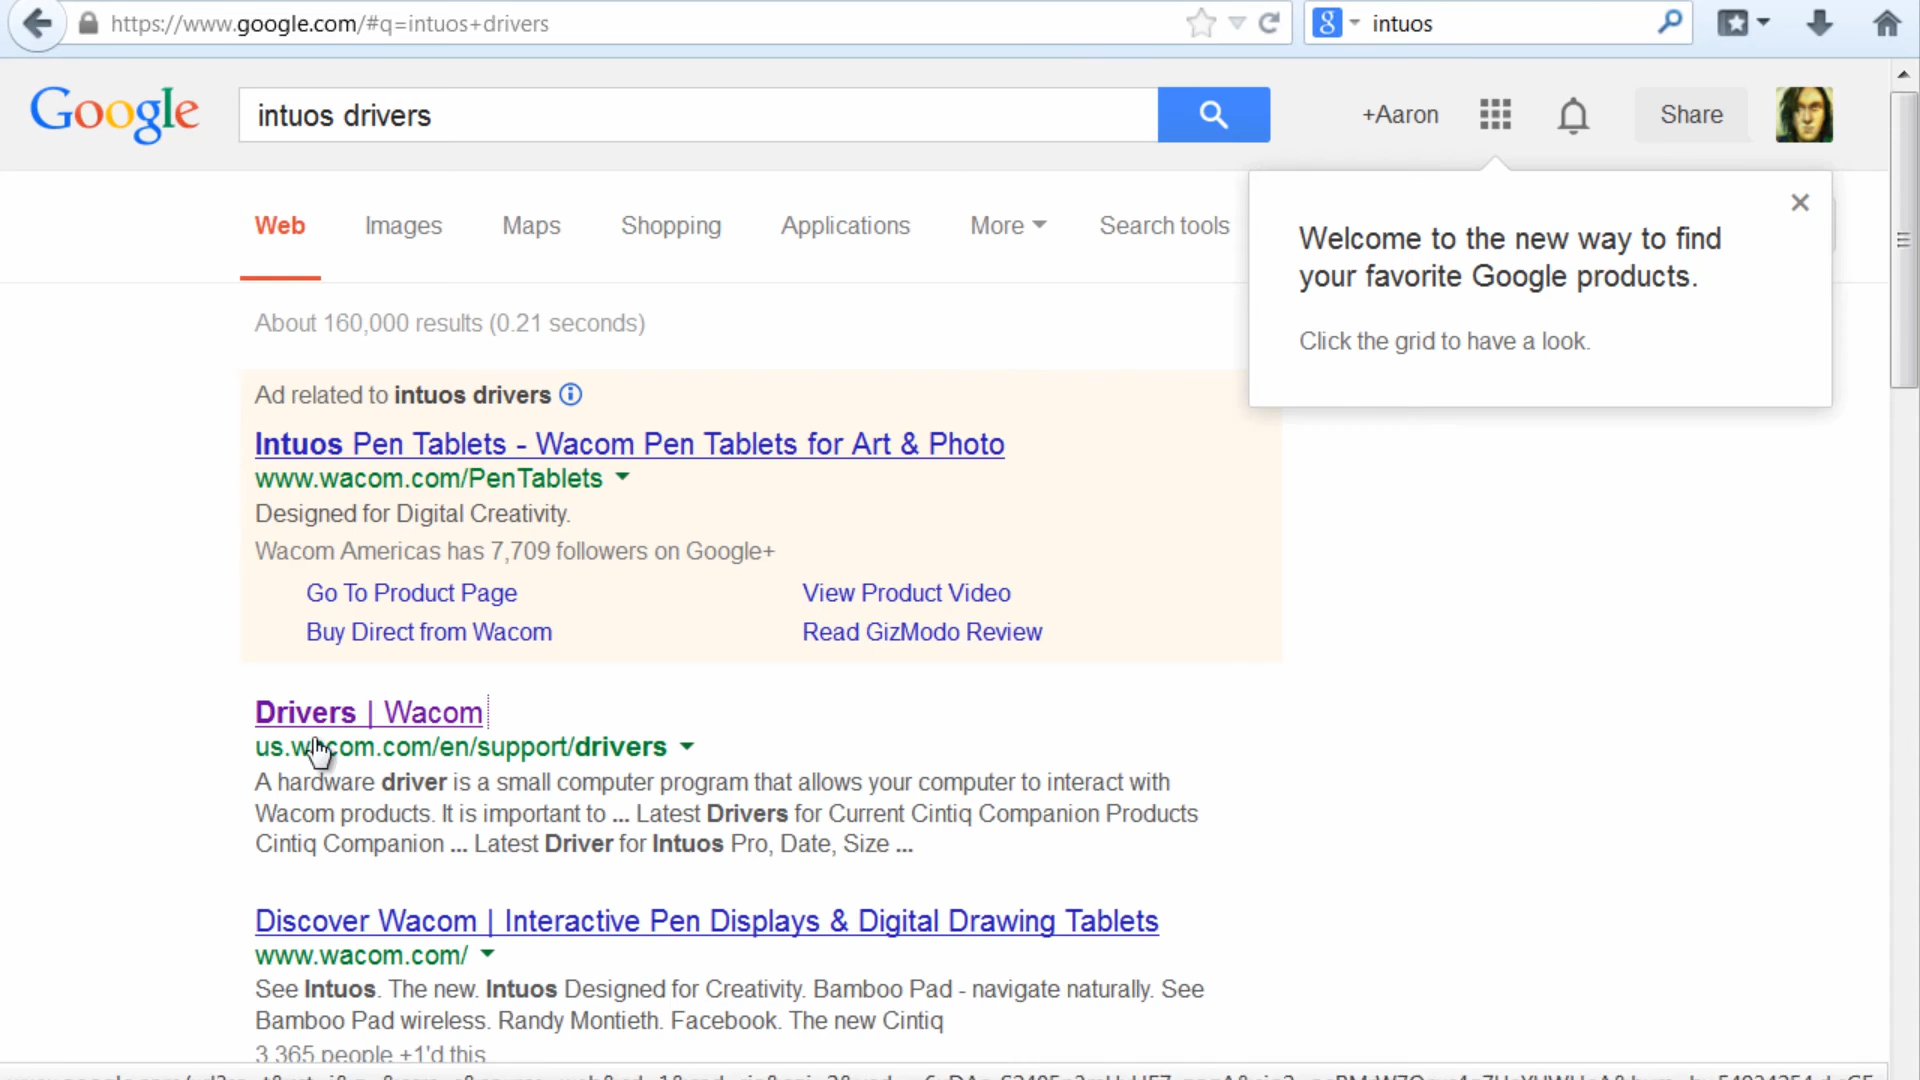 https://www.google.com/#q=intuos+drivers
intuos
Google
intuos drivers
+Aaron
Share
Web Images Maps Shopping Applications More Search tools
Welcome to the new way to find
your favorite Google products.
Click the grid to have a look.
About 160,000 results (0.21 seconds)
Ad related to intuos drivers
Intuos Pen Tablets - Wacom Pen Tablets for Art & Photo
www.wacom.com/PenTablets
Designed for Digital Creativity.
Wacom Americas has 7,709 followers on Google+
Go To Product Page View Product Video
Buy Direct from Wacom Read GizModo Review
Drivers | Wacom
us.wacom.com/en/support/drivers
A hardware driver is a small computer program that allows your computer to interact with
Wacom products. It is important to ... Latest Drivers for Current Cintiq Companion Products
Cintiq Companion ... Latest Driver for Intuos Pro, Date, Size ...
Discover Wacom | Interactive Pen Displays & Digital Drawing Tablets
www.wacom.com/
See Intuos. The new. Intuos Designed for Creativity. Bamboo Pad - navigate naturally. See
Bamboo Pad wireless. Randy Montieth. Facebook. The new Cintiq
3,365 people +1'd this